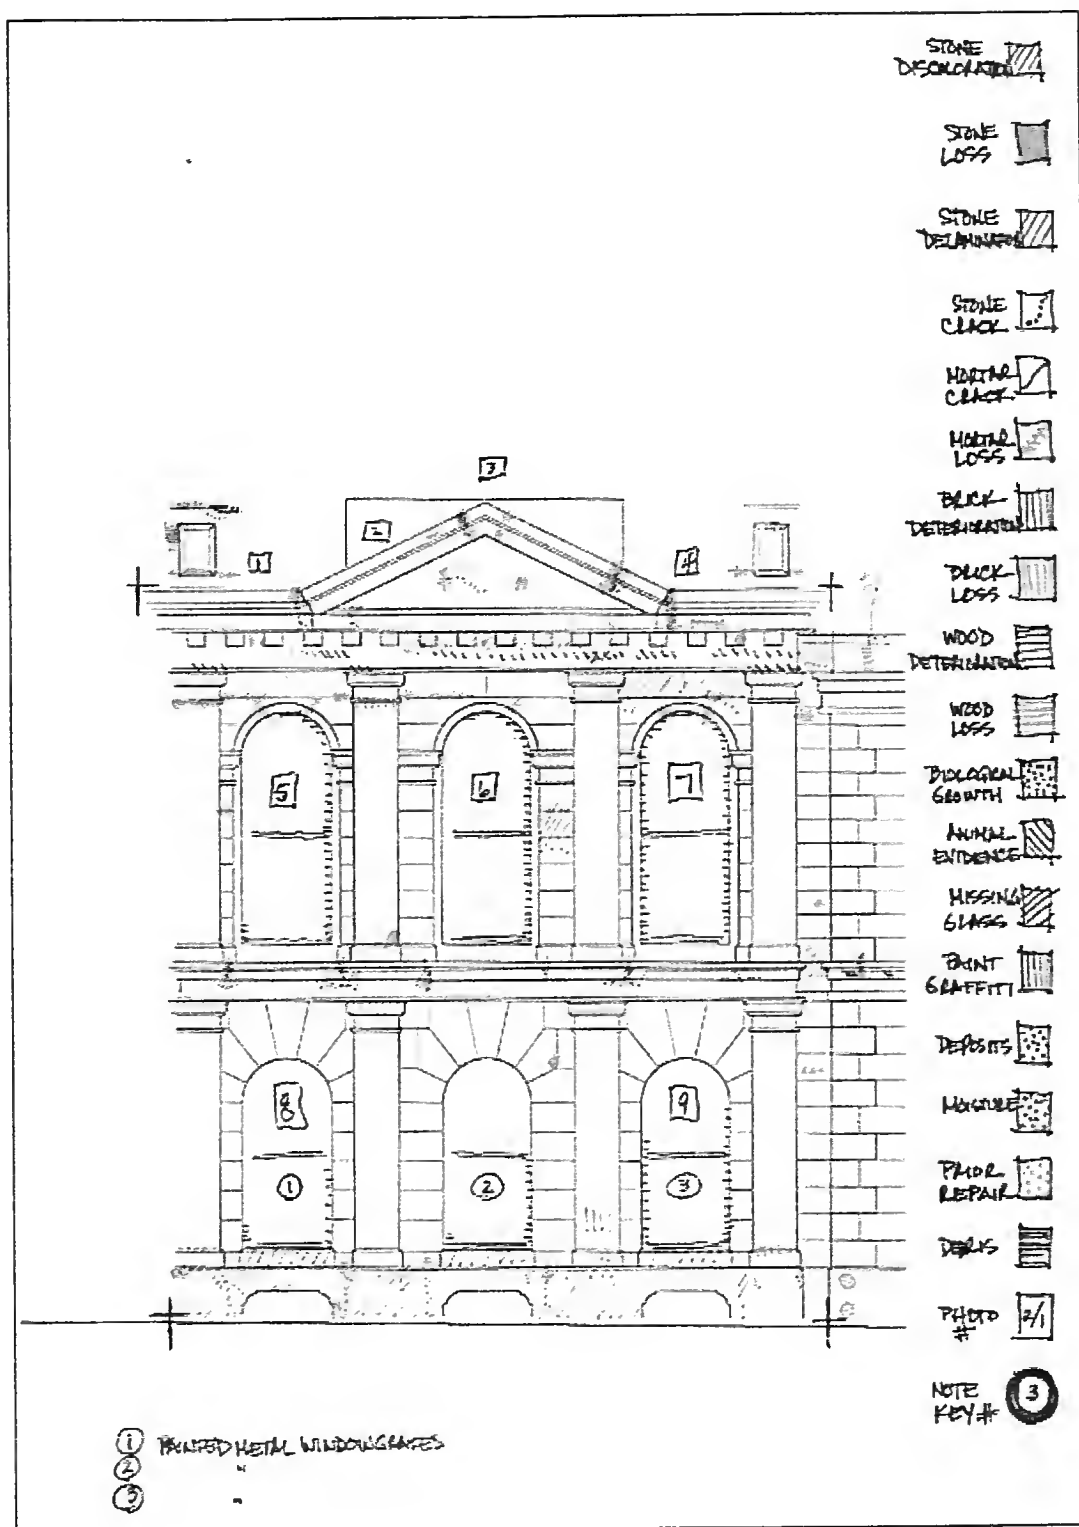 STONE
DISCOLORATION
STONE
LOSS
STONE
DELAMINATION
STONE
CRACK
MORTAR
CRACK
MORTAR
LOSS
BRICK
DETERIORATION
BRICK
LOSS
WOOD
DETERIORATION
WOOD
LOSS
BIOLOGICAL
GROWTH
ANIMAL
EVIDENCE
MISSING
GLASS
PAINT
GRAFFITI
DEPOSITS
MOISTURE
PRIOR
REPAIR
DEBRIS
PHOTO
#
2/1
NOTE
KEY #
3
3
2
1
4
5
6
7
8
9
1
2
3
1 PAINTED METAL WINDOW GRATES
2 "
3 "